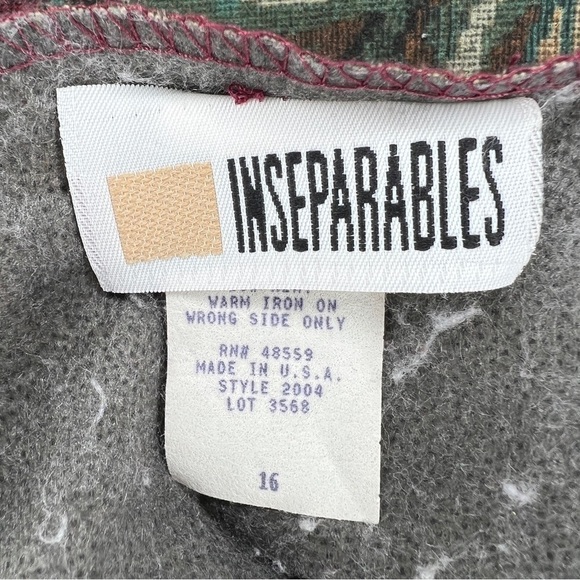 INSEPARABLES
WARM IRON ON
WRONG SIDE ONLY
RN# 48559
MADE IN U.S.A.
STYLE 2004
LOT 3568
16